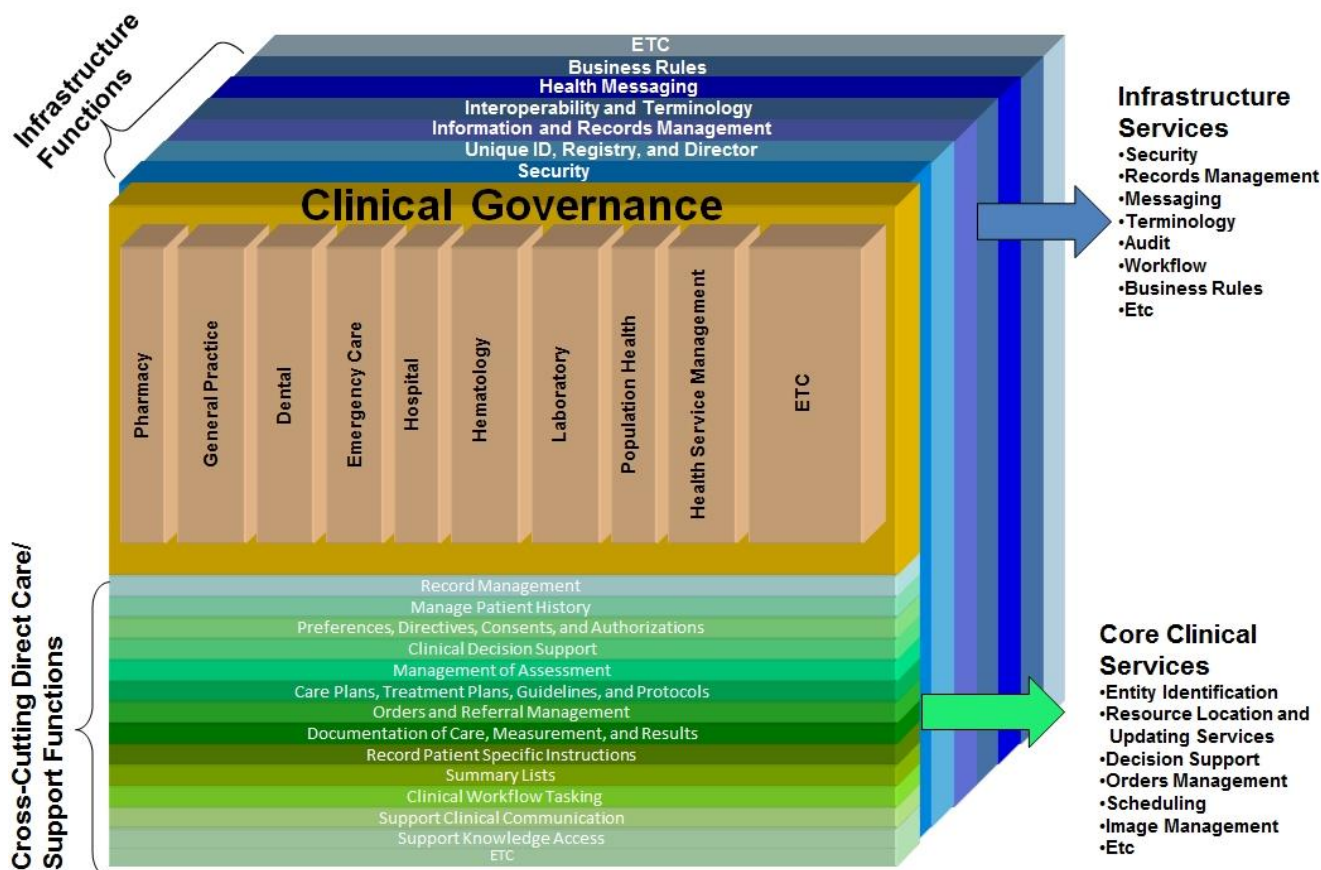 Infrastructure
Functions
ETC
Business Rules
Health Messaging
Interoperability and Terminology
Information and Records Management
Unique ID, Registry, and Director
Security
Clinical Governance
Pharmacy
General Practice
Dental
Emergency Care
Hospital
Hematology
Laboratory
Population Health
Health Service Management
ETC
Cross-Cutting Direct Care/
Support Functions
Record Management
Manage Patient History
Preferences, Directives, Consents, and Authorizations
Clinical Decision Support
Management of Assessment
Care Plans, Treatment Plans, Guidelines, and Protocols
Orders and Referral Management
Documentation of Care, Measurement, and Results
Record Patient Specific Instructions
Summary Lists
Clinical Workflow Tasking
Support Clinical Communication
Support Knowledge Access
ETC
Infrastructure
Services
•Security
•Records Management
•Messaging
•Terminology
•Audit
•Workflow
•Business Rules
•Etc
Core Clinical
Services
•Entity Identification
•Resource Location and
Updating Services
•Decision Support
•Orders Management
•Scheduling
•Image Management
•Etc